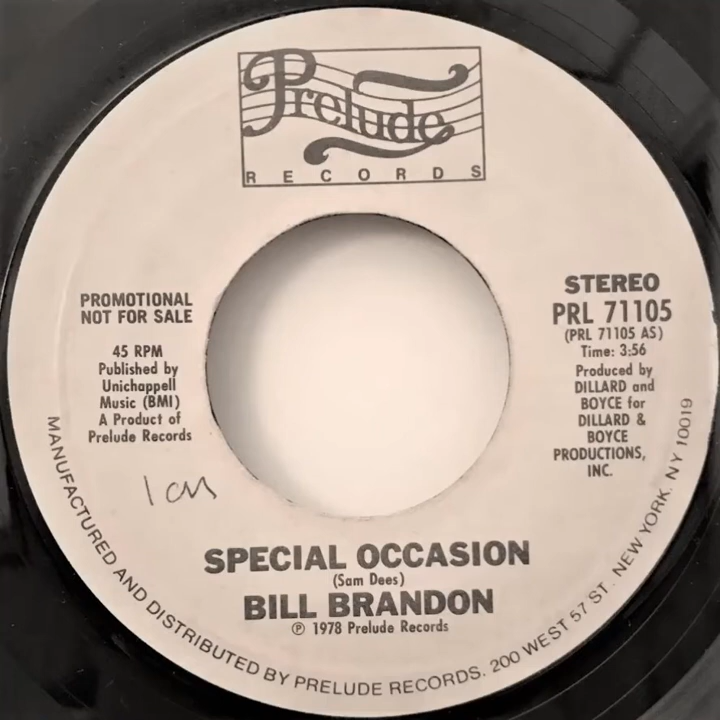 Prelude
RECORDS
PROMOTIONAL
NOT FOR SALE
45 RPM
Published by
Unichappell
Music (BMI)
A Product of
Prelude Records
STEREO
PRL 71105
(PRL 71105 AS)
Time: 3:56
Produced by
DILLARD and
BOYCE for
DILLARD &
BOYCE
PRODUCTIONS,
INC.
SPECIAL OCCASION
(Sam Dees)
BILL BRANDON
℗ 1978 Prelude Records
MANUFACTURED AND DISTRIBUTED BY PRELUDE RECORDS. 200 WEST 57 ST. NEW YORK. NY 10019